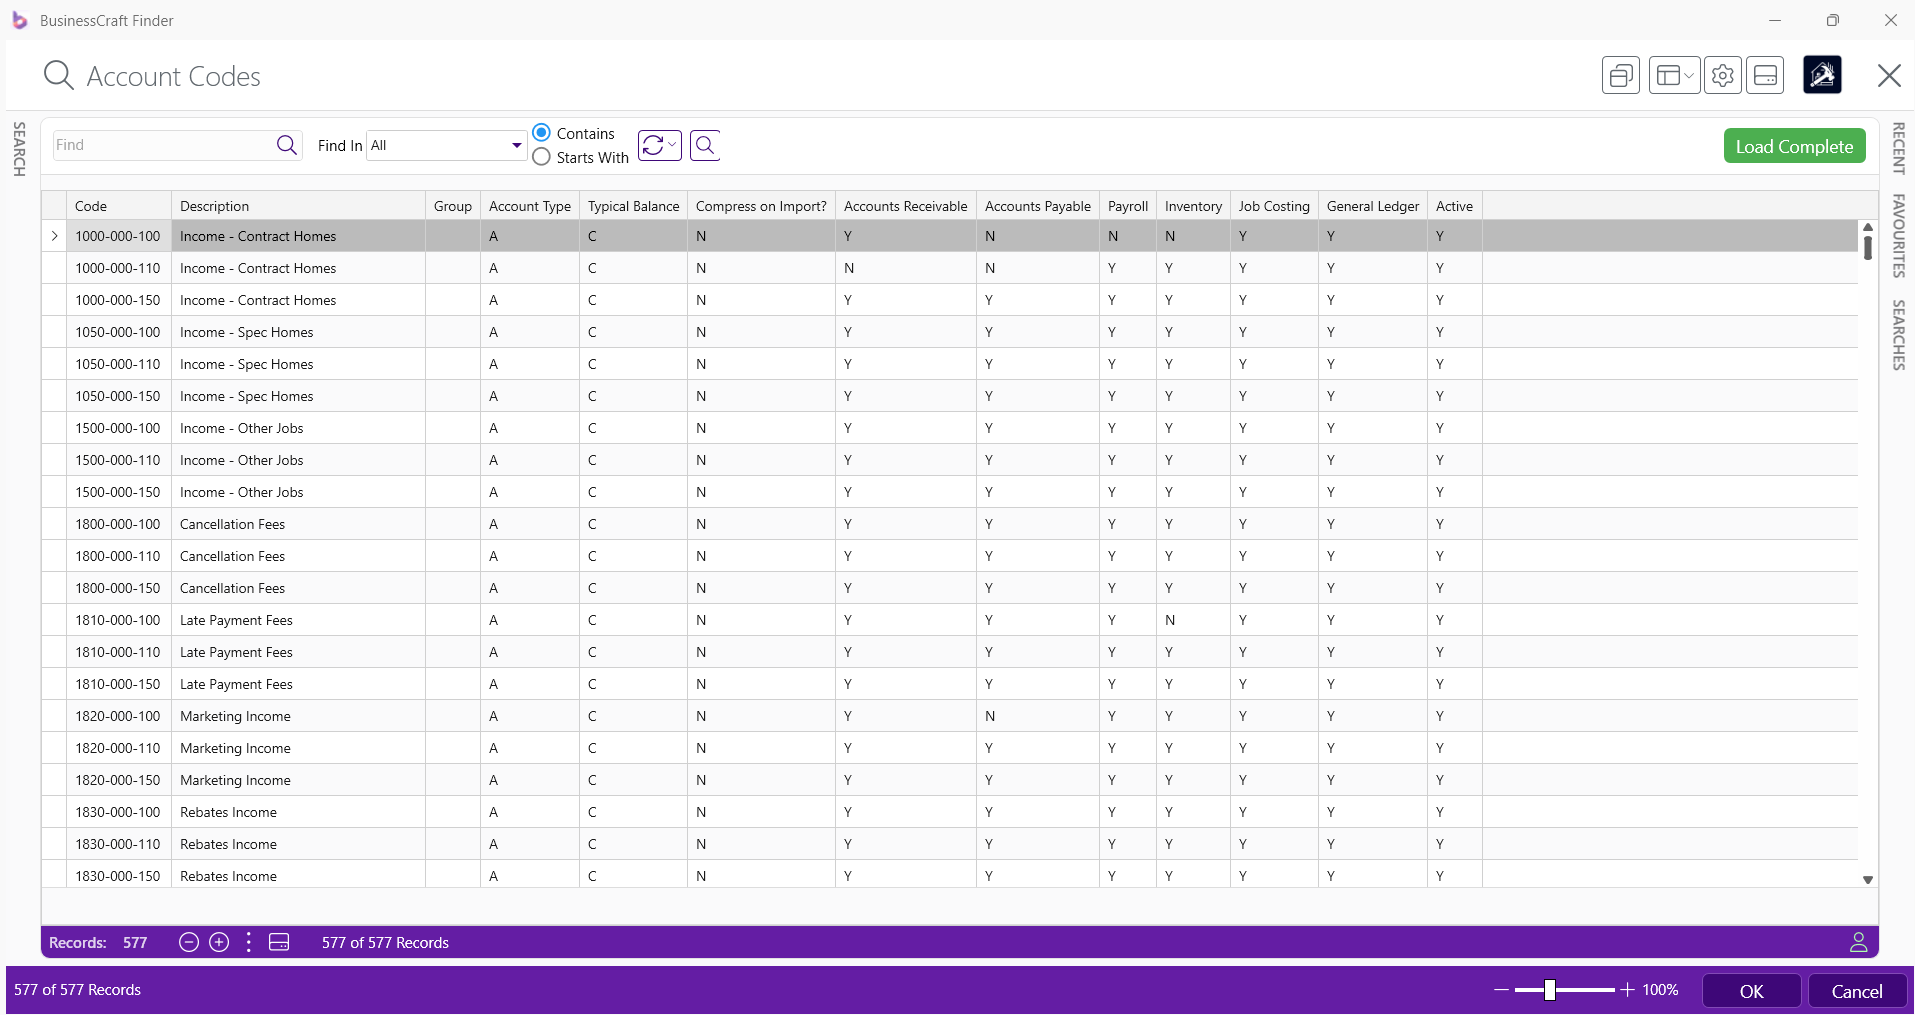 BusinessCraft Finder
Account Codes
SEARCH
Find
Find In All
Contains
Starts With
Load Complete
RECENT
FAVOURITES
SEARCHES
Code Description Group Account Type Typical Balance Compress on Import? Accounts Receivable Accounts Payable Payroll Inventory Job Costing General Ledger Active
1000-000-100 Income - Contract Homes A C N Y N N N Y Y Y
1000-000-110 Income - Contract Homes A C N N N Y Y Y Y Y
1000-000-150 Income - Contract Homes A C N Y Y Y Y Y Y Y
1050-000-100 Income - Spec Homes A C N Y Y Y Y Y Y Y
1050-000-110 Income - Spec Homes A C N Y Y Y Y Y Y Y
1050-000-150 Income - Spec Homes A C N Y Y Y Y Y Y Y
1500-000-100 Income - Other Jobs A C N Y Y Y Y Y Y Y
1500-000-110 Income - Other Jobs A C N Y Y Y Y Y Y Y
1500-000-150 Income - Other Jobs A C N Y Y Y Y Y Y Y
1800-000-100 Cancellation Fees A C N Y Y Y Y Y Y Y
1800-000-110 Cancellation Fees A C N Y Y Y Y Y Y Y
1800-000-150 Cancellation Fees A C N Y Y Y Y Y Y Y
1810-000-100 Late Payment Fees A C N Y Y Y N Y Y Y
1810-000-110 Late Payment Fees A C N Y Y Y Y Y Y Y
1810-000-150 Late Payment Fees A C N Y Y Y Y Y Y Y
1820-000-100 Marketing Income A C N Y N Y Y Y Y Y
1820-000-110 Marketing Income A C N Y Y Y Y Y Y Y
1820-000-150 Marketing Income A C N Y Y Y Y Y Y Y
1830-000-100 Rebates Income A C N Y Y Y Y Y Y Y
1830-000-110 Rebates Income A C N Y Y Y Y Y Y Y
1830-000-150 Rebates Income A C N Y Y Y Y Y Y Y
Records: 577 577 of 577 Records
577 of 577 Records 100% OK Cancel